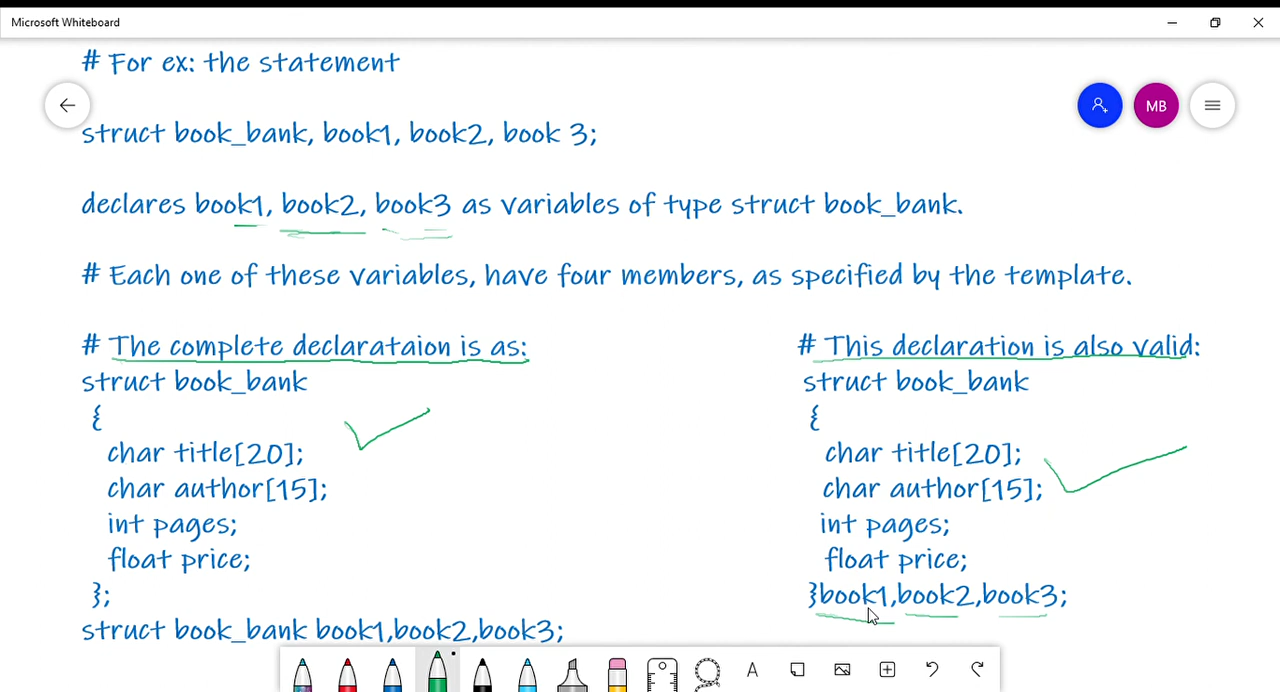 Microsoft Whiteboard
# For ex: the statement
MB
struct book_bank, book1, book2, book 3;
declares book1, book2, book3 as variables of type struct book_bank.
# Each one of these variables, have four members, as specified by the template.
# The complete declarataion is as:
struct book_bank
{
char title[20];
char author[15];
int pages;
float price;
};
struct book_bank book1,book2,book3;
# This declaration is also valid:
struct book_bank
{
char title[20];
char author[15];
int pages;
float price;
}book1,book2,book3;
A